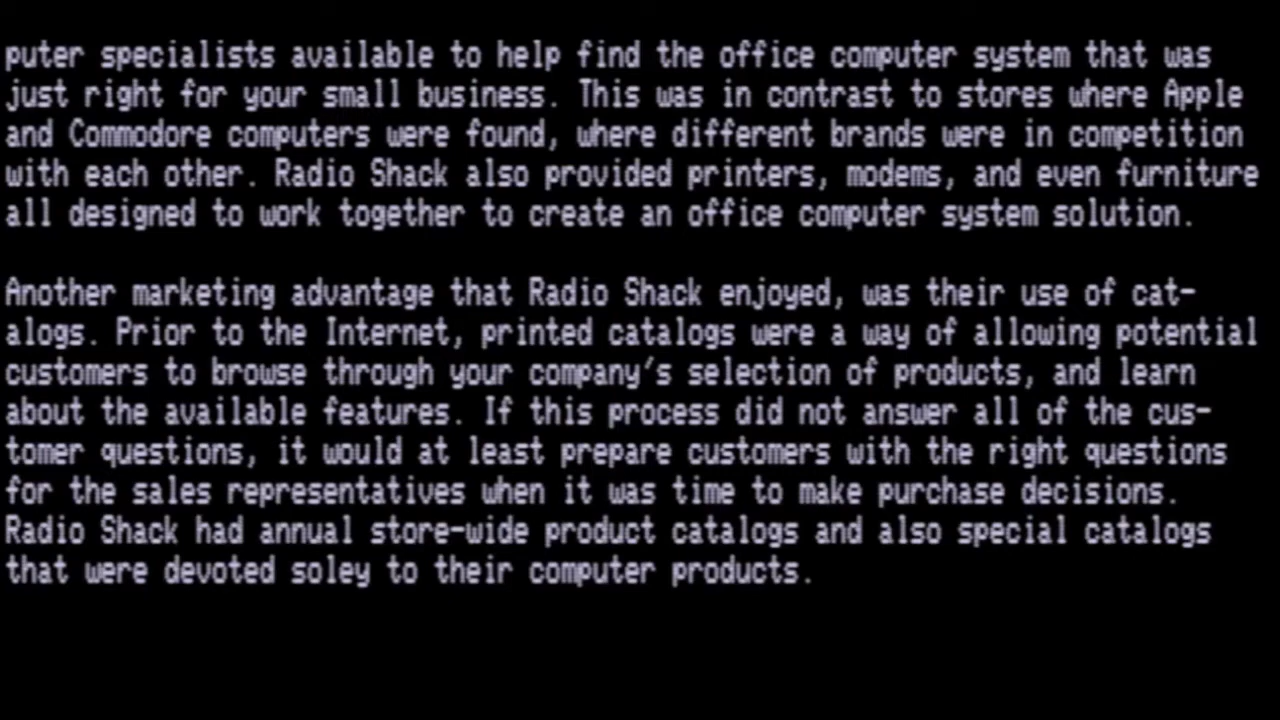 puter specialists available to help find the office computer system that was
just right for your small business. This was in contrast to stores where Apple
and Commodore computers were found, where different brands were in competition
with each other. Radio Shack also provided printers, modems, and even furniture
all designed to work together to create an office computer system solution.
Another marketing advantage that Radio Shack enjoyed, was their use of cat-
alogs. Prior to the Internet, printed catalogs were a way of allowing potential
customers to browse through your company's selection of products, and learn
about the available features. If this process did not answer all of the cus-
tomer questions, it would at least prepare customers with the right questions
for the sales representatives when it was time to make purchase decisions.
Radio Shack had annual store-wide product catalogs and also special catalogs
that were devoted soley to their computer products.